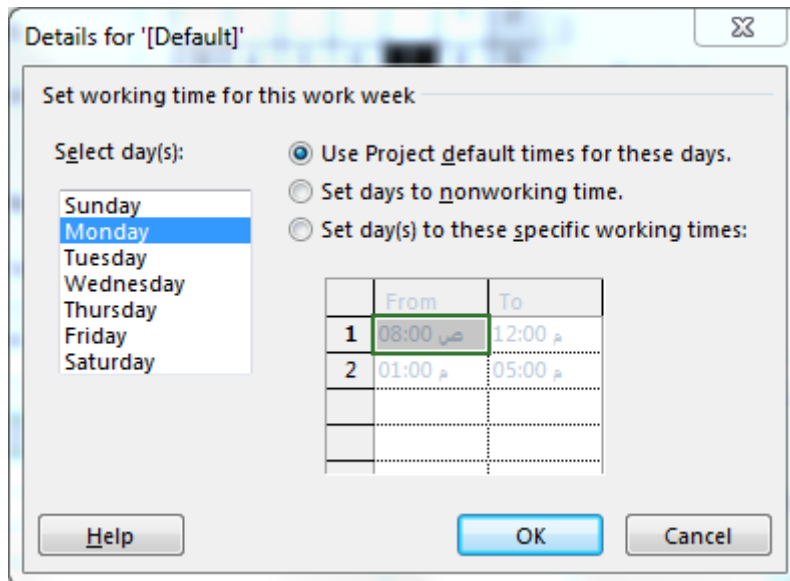 Details for '[Default]'
Set working time for this work week
Select day(s):
Sunday
Monday
Tuesday
Wednesday
Thursday
Friday
Saturday
Use Project default times for these days.
Set days to nonworking time.
Set day(s) to these specific working times:
From To
1 08:00 ص 12:00 م
2 01:00 م 05:00 م
Help OK Cancel